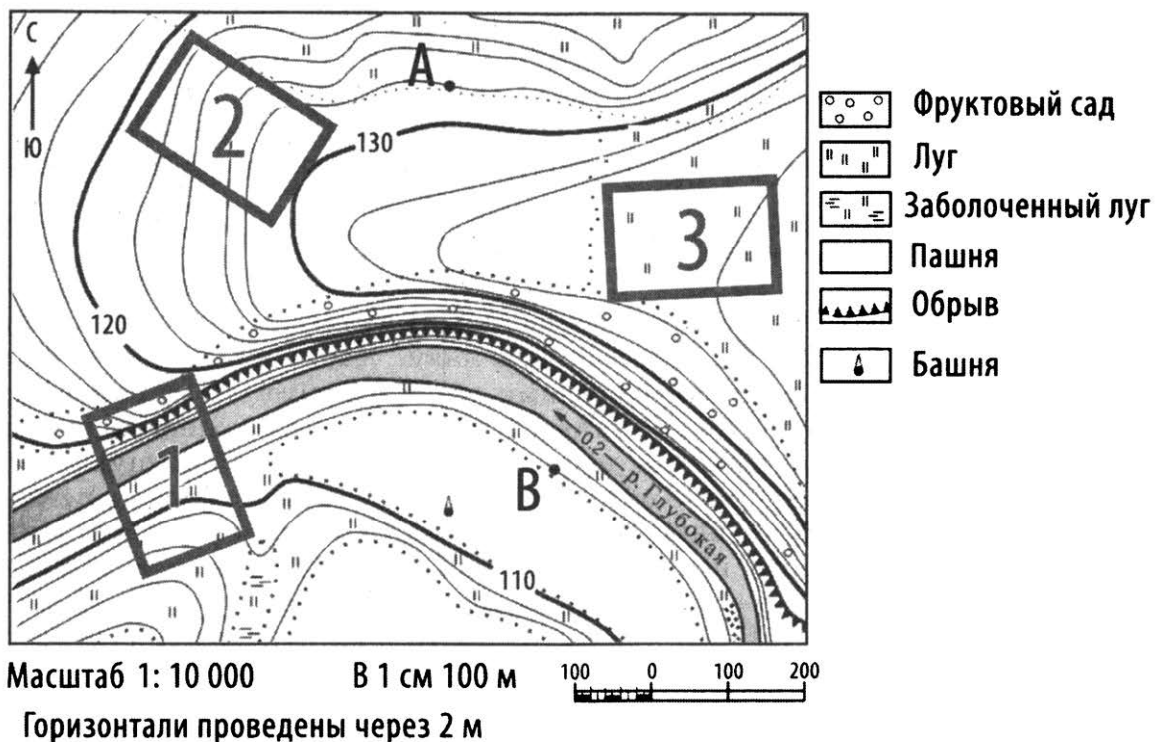 С
Ю
А
2
130
3
120
1
В
0.2
р. Глубокая
110
Фруктовый сад
Луг
Заболоченный луг
Пашня
Обрыв
Башня
Масштаб 1: 10 000 В 1 см 100 м
100 0 100 200
Горизонтали проведены через 2 м